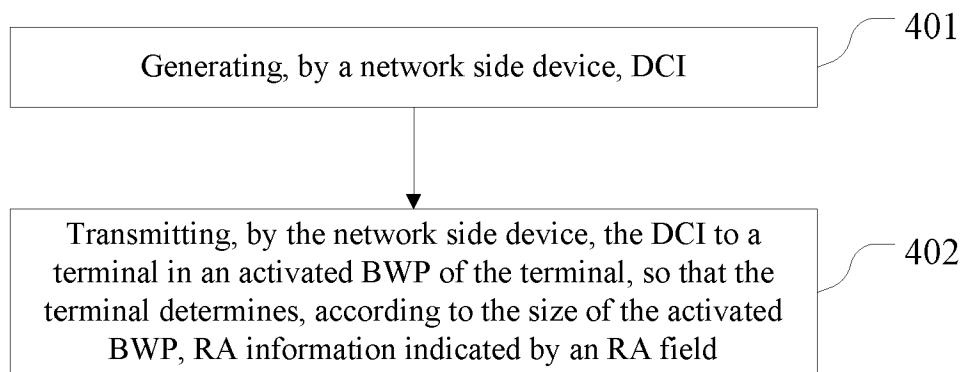 401
Generating, by a network side device, DCI
Transmitting, by the network side device, the DCI to a
terminal in an activated BWP of the terminal, so that the
terminal determines, according to the size of the activated
BWP, RA information indicated by an RA field
402